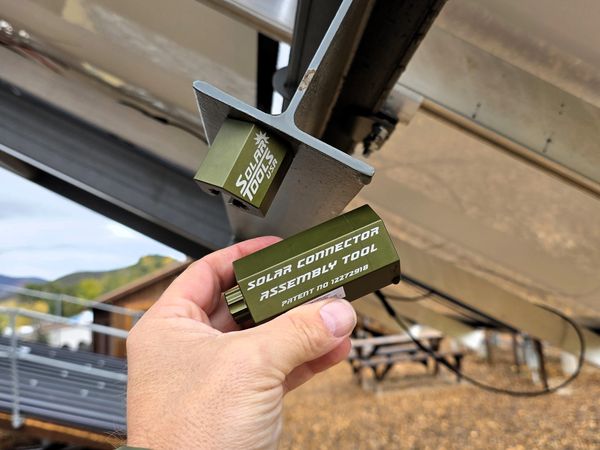 SOLAR
TOOLS
USA
SOLAR CONNECTOR
ASSEMBLY TOOL
PATENT NO 12272918